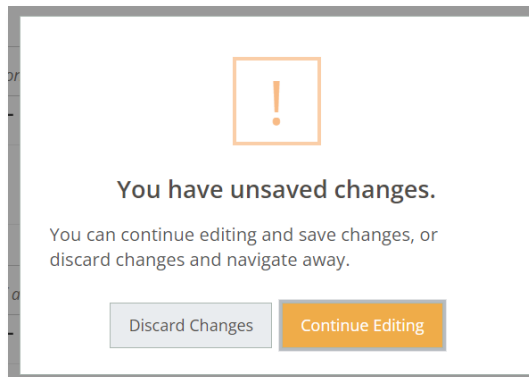 !
You have unsaved changes.
You can continue editing and save changes, or
discard changes and navigate away.
Discard Changes
Continue Editing